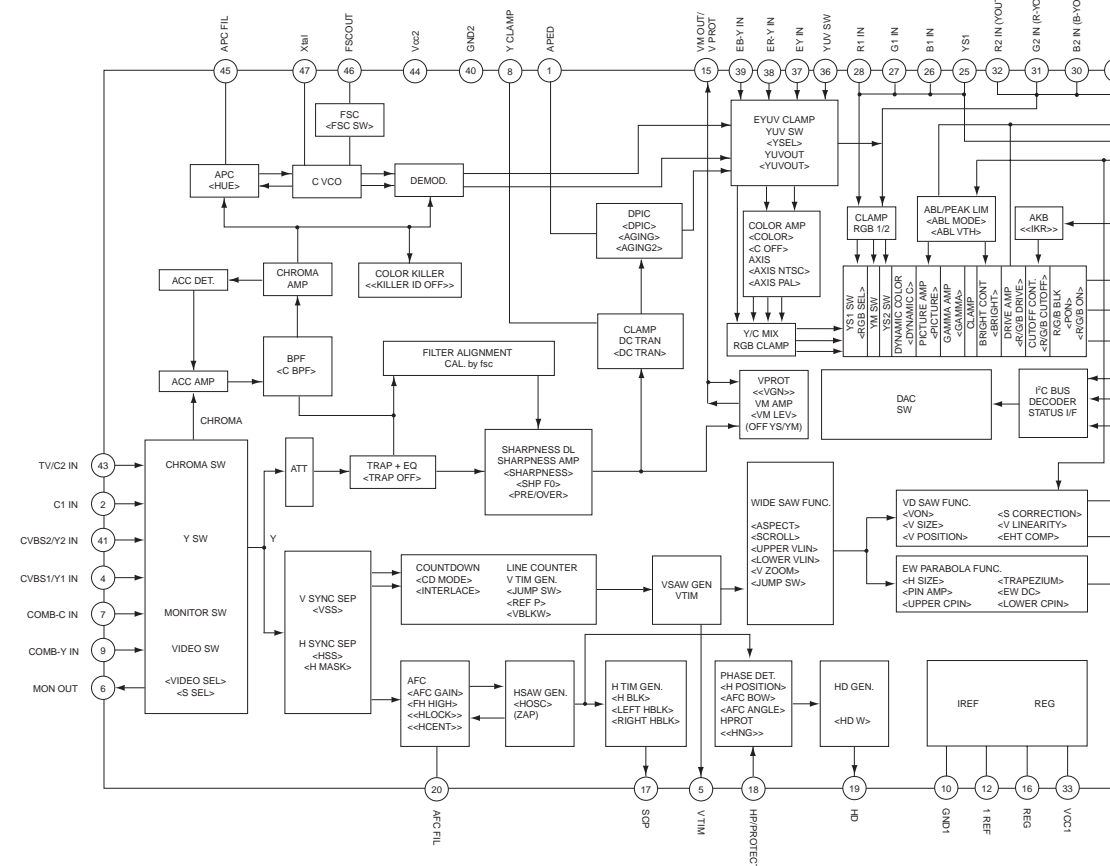 APC FIL
Xtal
FSCOUT
Vcc2
GND2
Y CLAMP
APED
VM OUT/
V PROT
EB-Y IN
ER-Y IN
EY IN
YUV SW
R1 IN
G1 IN
B1 IN
YS1
45
47
46
44
40
8
1
15
39
38
37
36
28
27
26
25
32
31
30
FSC
<FSC SW>
APC
<HUE>
C VCO
DEMOD.
EYUV CLAMP
YUV SW
<YSEL>
YUVOUT
<YUVOUT>
DPIC
<DPIC>
<AGING>
<AGING2>
COLOR AMP
<COLOR>
<C OFF>
AXIS
<AXIS NTSC>
<AXIS PAL>
CLAMP
RGB 1/2
ABL/PEAK LIM
<ABL MODE>
<ABL VTH>
AKB
<<IKR>>
ACC DET.
CHROMA
AMP
COLOR KILLER
<<KILLER ID OFF>>
YS1 SW
<RGB SEL>
YM SW
YS2 SW
DYNAMIC COLOR
<DYNAMIC C>
PICTURE AMP
<PICTURE>
GAMMA AMP
<GAMMA>
CLAMP
BRIGHT CONT
<BRIGHT>
DRIVE AMP
<R/G/B DRIVE>
CUTOFF CONT.
<R/G/B CUTOFF>
R/G/B BLK
<PON>
<R/G/B ON>
CLAMP
DC TRAN
<DC TRAN>
Y/C MIX
RGB CLAMP
BPF
<C BPF>
FILTER ALIGNMENT
CAL. by fsc
ACC AMP
CHROMA
VPROT
<<VGN>>
VM AMP
<VM LEV>
(OFF YS/YM)
DAC
SW
I²C BUS
DECODER
STATUS I/F
TV/C2 IN
43
C1 IN
2
CVBS2/Y2 IN
41
CVBS1/Y1 IN
4
COMB-C IN
7
COMB-Y IN
9
MON OUT
6
CHROMA SW
Y SW
MONITOR SW
VIDEO SW
<VIDEO SEL>
<S SEL>
Y
ATT
TRAP + EQ
<TRAP OFF>
SHARPNESS DL
SHARPNESS AMP
<SHARPNESS>
<SHP F0>
<PRE/OVER>
WIDE SAW FUNC.
<ASPECT>
<SCROLL>
<UPPER VLIN>
<LOWER VLIN>
<V ZOOM>
<JUMP SW>
VD SAW FUNC.
<VON> <S CORRECTION>
<V SIZE> <V LINEARITY>
<V POSITION> <EHT COMP>
EW PARABOLA FUNC.
<H SIZE> <TRAPEZIUM>
<PIN AMP> <EW DC>
<UPPER CPIN> <LOWER CPIN>
V SYNC SEP
<VSS>
H SYNC SEP
<HSS>
<H MASK>
COUNTDOWN LINE COUNTER
<CD MODE> V TIM GEN.
<INTERLACE> <JUMP SW>
<REF P>
<VBLKW>
VSAW GEN
VTIM
AFC
<AFC GAIN>
<FH HIGH>
<<HLOCK>>
<<HCENT>>
HSAW GEN.
<HOSC>
(ZAP)
H TIM GEN.
<H BLK>
<LEFT HBLK>
<RIGHT HBLK>
PHASE DET.
<H POSITION>
<AFC BOW>
<AFC ANGLE>
HPROT
<<HNG>>
HD GEN.
<HD W>
IREF REG
20
17
5
18
19
10
12
16
33
AFC FIL
SCP
V TIM
HP/PROTECT
HD
GND1
1 REF
REG
VCC1